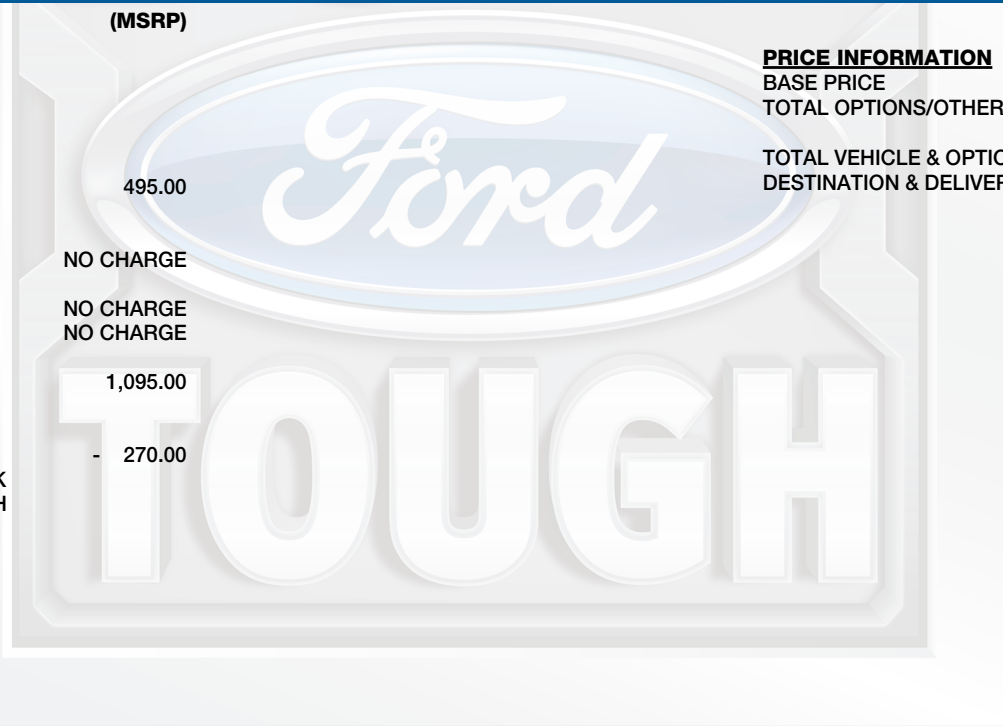 (MSRP)
495.00
NO CHARGE
NO CHARGE
NO CHARGE
1,095.00
- 270.00
K
H
PRICE INFORMATION
BASE PRICE
TOTAL OPTIONS/OTHER
TOTAL VEHICLE & OPTIO
DESTINATION & DELIVER
Ford
TOUGH